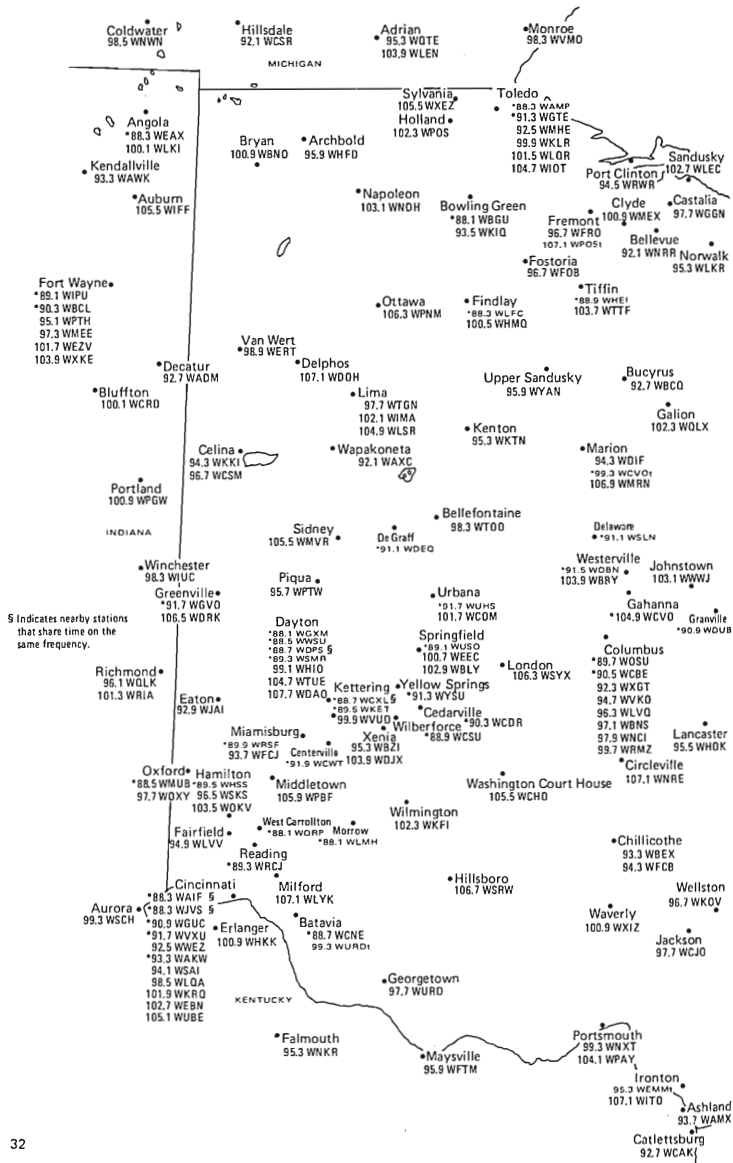 Coldwater
98.5 WNWN
Hillsdale
92.1 WCSR
Adrian
95.3 WQTE
103.9 WLEN
Monroe
98.3 WVMO
MICHIGAN
Sylvania
105.5 WXEZ
Holland
102.3 WPOS
Toledo
*88.3 WAMP
*91.3 WGTE
92.5 WMHE
99.9 WKLR
101.5 WLQR
104.7 WIOT
Angola
*88.3 WEAX
100.1 WLKI
Bryan
100.9 WBNO
Archbold
95.9 WHFD
Kendallville
93.3 WAWK
Auburn
105.5 WIFF
Napoleon
103.1 WNDH
Bowling Green
*88.1 WBGU
93.5 WKIQ
Port Clinton
94.5 WRWR
Sandusky
102.7 WLEC
Clyde
100.9 WMEX
Castalia
97.7 WGGN
Fremont
96.7 WFRO
107.1 WPOSt
Bellevue
92.1 WNRR
Norwalk
95.3 WLKR
Fostoria
96.7 WFOB
Fort Wayne
*89.1 WIPU
*90.3 WBCL
95.1 WPTH
97.3 WMEE
101.7 WEZV
103.9 WXKE
Ottawa
106.3 WPNM
Findlay
*88.3 WLFC
100.5 WHMQ
Tiffin
*88.9 WHEI
103.7 WTTF
Van Wert
98.9 WERT
Decatur
92.7 WADM
Delphos
107.1 WDOH
Upper Sandusky
95.9 WYAN
Bucyrus
92.7 WBCQ
Bluffton
100.1 WCRD
Lima
97.7 WTGN
102.1 WIMA
104.9 WLSR
Galion
102.3 WQLX
Kenton
95.3 WKTN
Celina
94.3 WKKI
96.7 WCSM
Wapakoneta
92.1 WAXC
Marion
94.3 WDIF
*99.3 WCVOt
106.9 WMRN
Portland
100.9 WPGW
INDIANA
Sidney
105.5 WMVR
De Graff
*91.1 WDEQ
Bellefontaine
98.3 WTOO
Delaware
*91.1 WSLN
Winchester
98.3 WIUC
Piqua
95.7 WPTW
Westerville
*91.5 WOBN
103.9 WBRY
Johnstown
103.1 WWWJ
Greenville
*91.7 WGVO
106.5 WDRK
Urbana
*91.7 WUHS
101.7 WCOM
Gahanna
*104.9 WCVO
Granville
*90.9 WDUB
§ Indicates nearby stations
that share time on the
same frequency.
Dayton
*88.1 WGXM
*88.5 WWSU
*88.7 WDPS §
*89.3 WSMR
99.1 WHIO
104.7 WTUE
107.7 WDAO
Springfield
*89.1 WUSO
100.7 WEEC
102.9 WBLY
London
106.3 WSYX
Columbus
*89.7 WOSU
*90.5 WCBE
92.3 WXGT
94.7 WVKO
96.3 WLVQ
97.1 WBNS
97.9 WNCI
99.7 WRMZ
Richmond
96.1 WQLK
101.3 WRIA
Eaton
92.9 WJAI
Kettering
*88.7 WCXL§
*89.5 WKET
99.9 WVUD
Yellow Springs
*91.3 WYSU
Cedarville
*90.3 WCDR
Wilberforce
*88.9 WCSU
Miamisburg
*89.9 WRSF
93.7 WFCJ
Centerville
*91.9 WCWT
Xenia
95.3 WBZI
103.9 WDJX
Lancaster
95.5 WHOK
Circleville
107.1 WNRE
Oxford
*88.5 WMUB
97.7 WOXY
Hamilton
*89.5 WHSS
96.5 WSKS
103.5 WOKV
Middletown
105.9 WPBF
Washington Court House
105.5 WCHO
Wilmington
102.3 WKFI
Fairfield
94.9 WLVV
West Carrollton
*88.1 WQRP
Morrow
*88.1 WLMH
Chillicothe
93.3 WBEX
94.3 WFCB
Reading
*89.3 WRCJ
Milford
107.1 WLYK
Hillsboro
106.7 WSRW
Wellston
96.7 WKOV
Cincinnati
*88.3 WAIF §
*88.3 WJVS §
*90.9 WGUC
*91.7 WVXU
92.5 WWEZ
*93.3 WAKW
94.1 WSAI
98.5 WLQA
101.9 WKRQ
102.7 WEBN
105.1 WUBE
Aurora
99.3 WSCH
Erlanger
100.9 WHKK
Batavia
*88.7 WCNE
99.3 WURDt
Waverly
100.9 WXIZ
Jackson
97.7 WCJO
KENTUCKY
Georgetown
97.7 WURD
Falmouth
95.3 WNKR
Maysville
95.9 WFTM
Portsmouth
99.3 WNXT
104.1 WPAY
Ironton
95.3 WEMMt
107.1 WITO
Ashland
93.7 WAMX
Catlettsburg
92.7 WCAK
32